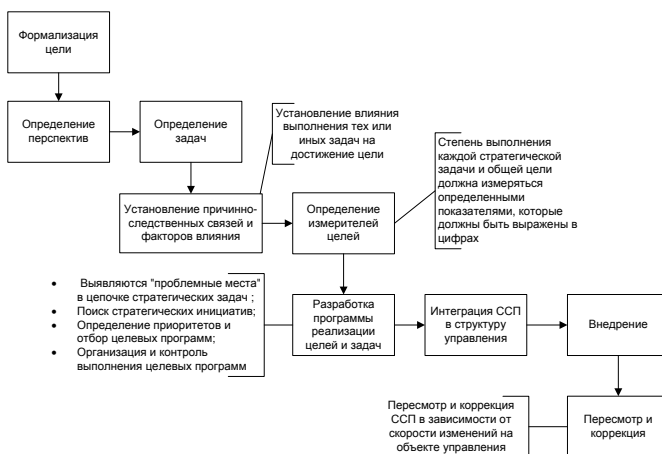 Формализация
цели
Определение
перспектив
Определение
задач
Установление влияния
выполнения тех или
иных задач на
достижение цели
Степень выполнения
каждой стратегической
задачи и общей цели
должна измеряться
определенными
показателями, которые
должны быть выражены в
цифрах
Установление причинно-
следственных связей и
факторов влияния
Определение
измерителей
целей
• Выявляются "проблемные места"
в цепочке стратегических задач ;
• Поиск стратегических инициатив;
• Определение приоритетов и
отбор целевых программ;
• Организация и контроль
выполнения целевых программ
Разработка
программы
реализации
целей и задач
Интеграция ССП
в структуру
управления
Внедрение
Пересмотр и коррекция
ССП в зависимости от
скорости изменений на
объекте управления
Пересмотр и
коррекция